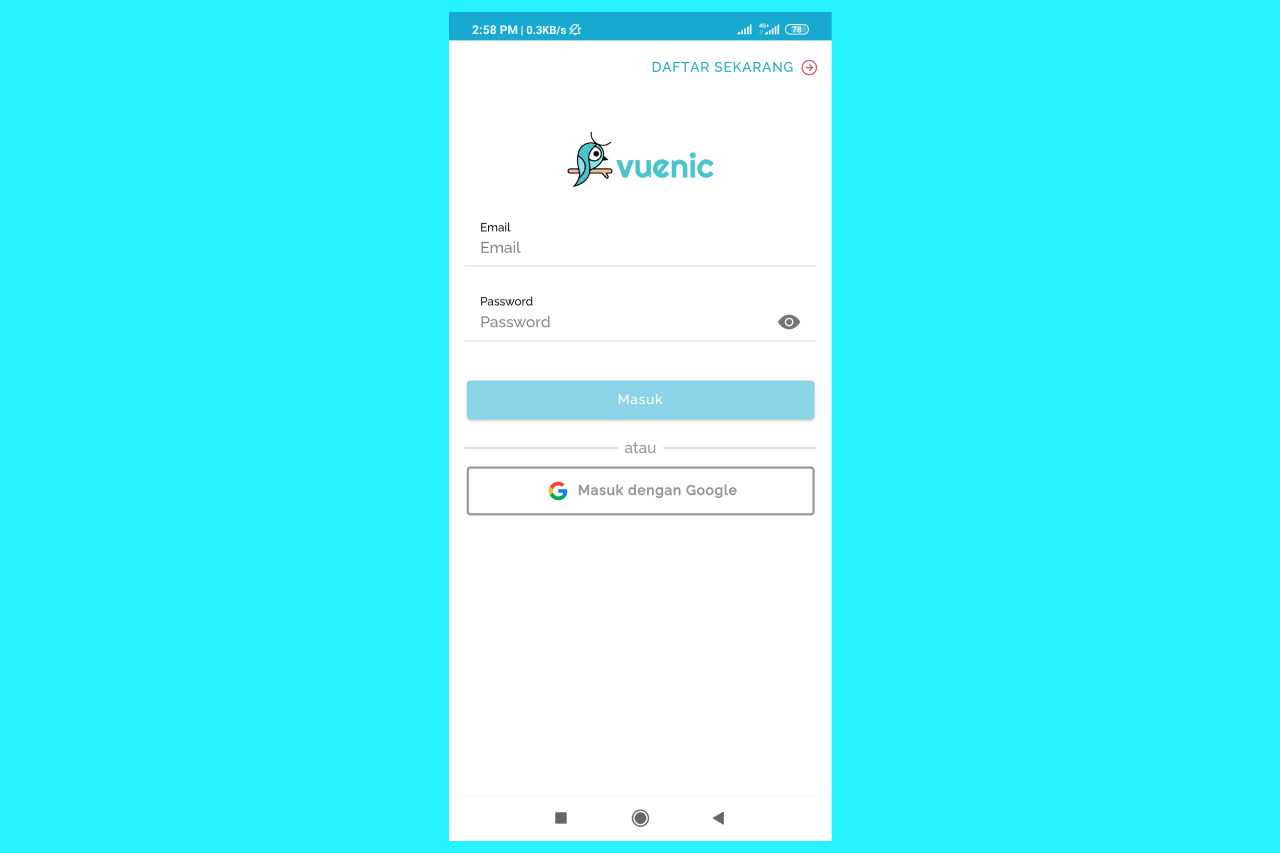 2:58 PM | 0.3KB/s
4G+
78
DAFTAR SEKARANG
vuenic
Email
Email
Password
Password
Masuk
atau
Masuk dengan Google